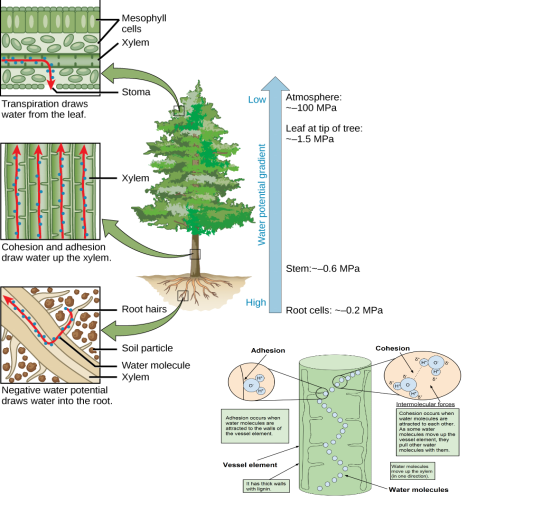 Mesophyll
cells
Xylem
Stoma
Transpiration draws
water from the leaf.
Low
Atmosphere:
~–100 MPa
Leaf at tip of tree:
~–1.5 MPa
Water potential gradient
Xylem
Cohesion and adhesion
draw water up the xylem.
Stem:~–0.6 MPa
High
Root cells: ~–0.2 MPa
Root hairs
Soil particle
Water molecule
Xylem
Negative water potential
draws water into the root.
Adhesion
Cohesion
Intermolecular forces
Adhesion occurs when
water molecules are
attracted to the walls of
the vessel element.
Cohesion occurs when
water molecules are
attracted to each other.
As some water
molecules move up the
vessel element, they
pull other water
molecules with them.
Vessel element
It has thick walls
with lignin.
Water molecules
move up the xylem
(in one direction).
Water molecules